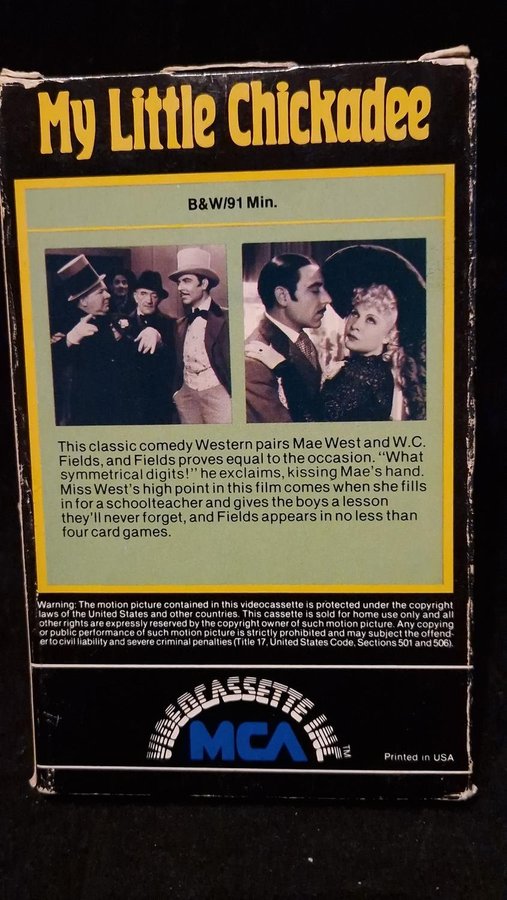 My Little Chickadee
B&W/91 Min.
This classic comedy Western pairs Mae West and W.C.
Fields, and Fields proves equal to the occasion. "What
symmetrical digits!" he exclaims, kissing Mae's hand.
Miss West's high point in this film comes when she fills
in for a schoolteacher and gives the boys a lesson
they'll never forget, and Fields appears in no less than
four card games.
Warning: The motion picture contained in this videocassette is protected under the copyright
laws of the United States and other countries. This cassette is sold for home use only and all
other rights are expressly reserved by the copyright owner of such motion picture. Any copying
or public performance of such motion picture is strictly prohibited and may subject the offend-
er to civil liability and severe criminal penalties (Title 17, United States Code, Sections 501 and 506).
VIDEOCASSETTE INC.
MCA
TM
Printed in USA